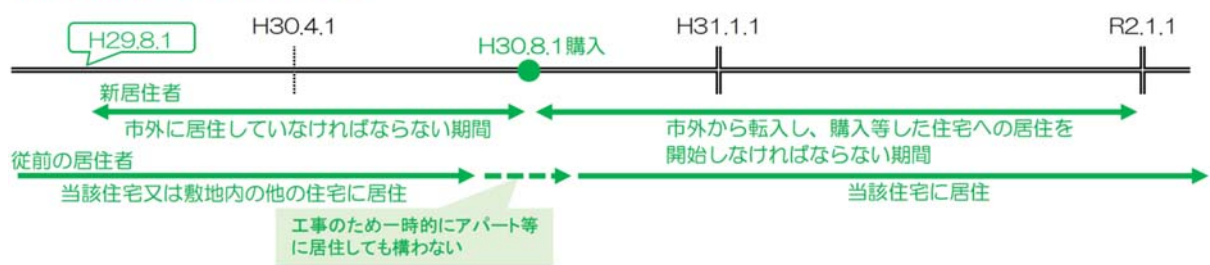 H29.8.1
H30.4.1
H30.8.1購入
H31.1.1
R2.1.1
新居住者
市外に居住していなければならない期間
市外から転入し、購入等した住宅への居住を
開始しなければならない期間
従前の居住者
当該住宅又は敷地内の他の住宅に居住
当該住宅に居住
工事のため一時的にアパート等
に居住しても構わない